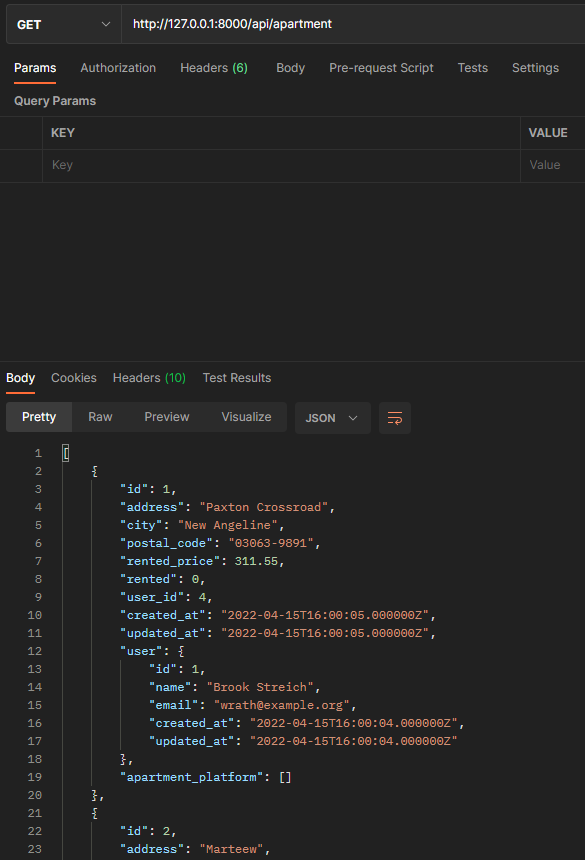 GET http://127.0.0.1:8000/api/apartment
Params Authorization Headers (6) Body Pre-request Script Tests Settings
Query Params
KEY VALUE
Key Value
Body Cookies Headers (10) Test Results
Pretty Raw Preview Visualize JSON
1 [
2 {
3 "id": 1,
4 "address": "Paxton Crossroad",
5 "city": "New Angeline",
6 "postal_code": "03063-9891",
7 "rented_price": 311.55,
8 "rented": 0,
9 "user_id": 4,
10 "created_at": "2022-04-15T16:00:05.000000Z",
11 "updated_at": "2022-04-15T16:00:05.000000Z",
12 "user": {
13 "id": 1,
14 "name": "Brook Streich",
15 "email": "wrath@example.org",
16 "created_at": "2022-04-15T16:00:04.000000Z",
17 "updated_at": "2022-04-15T16:00:04.000000Z"
18 },
19 "apartment_platform": []
20 },
21 {
22 "id": 2,
23 "address": "Marteew",